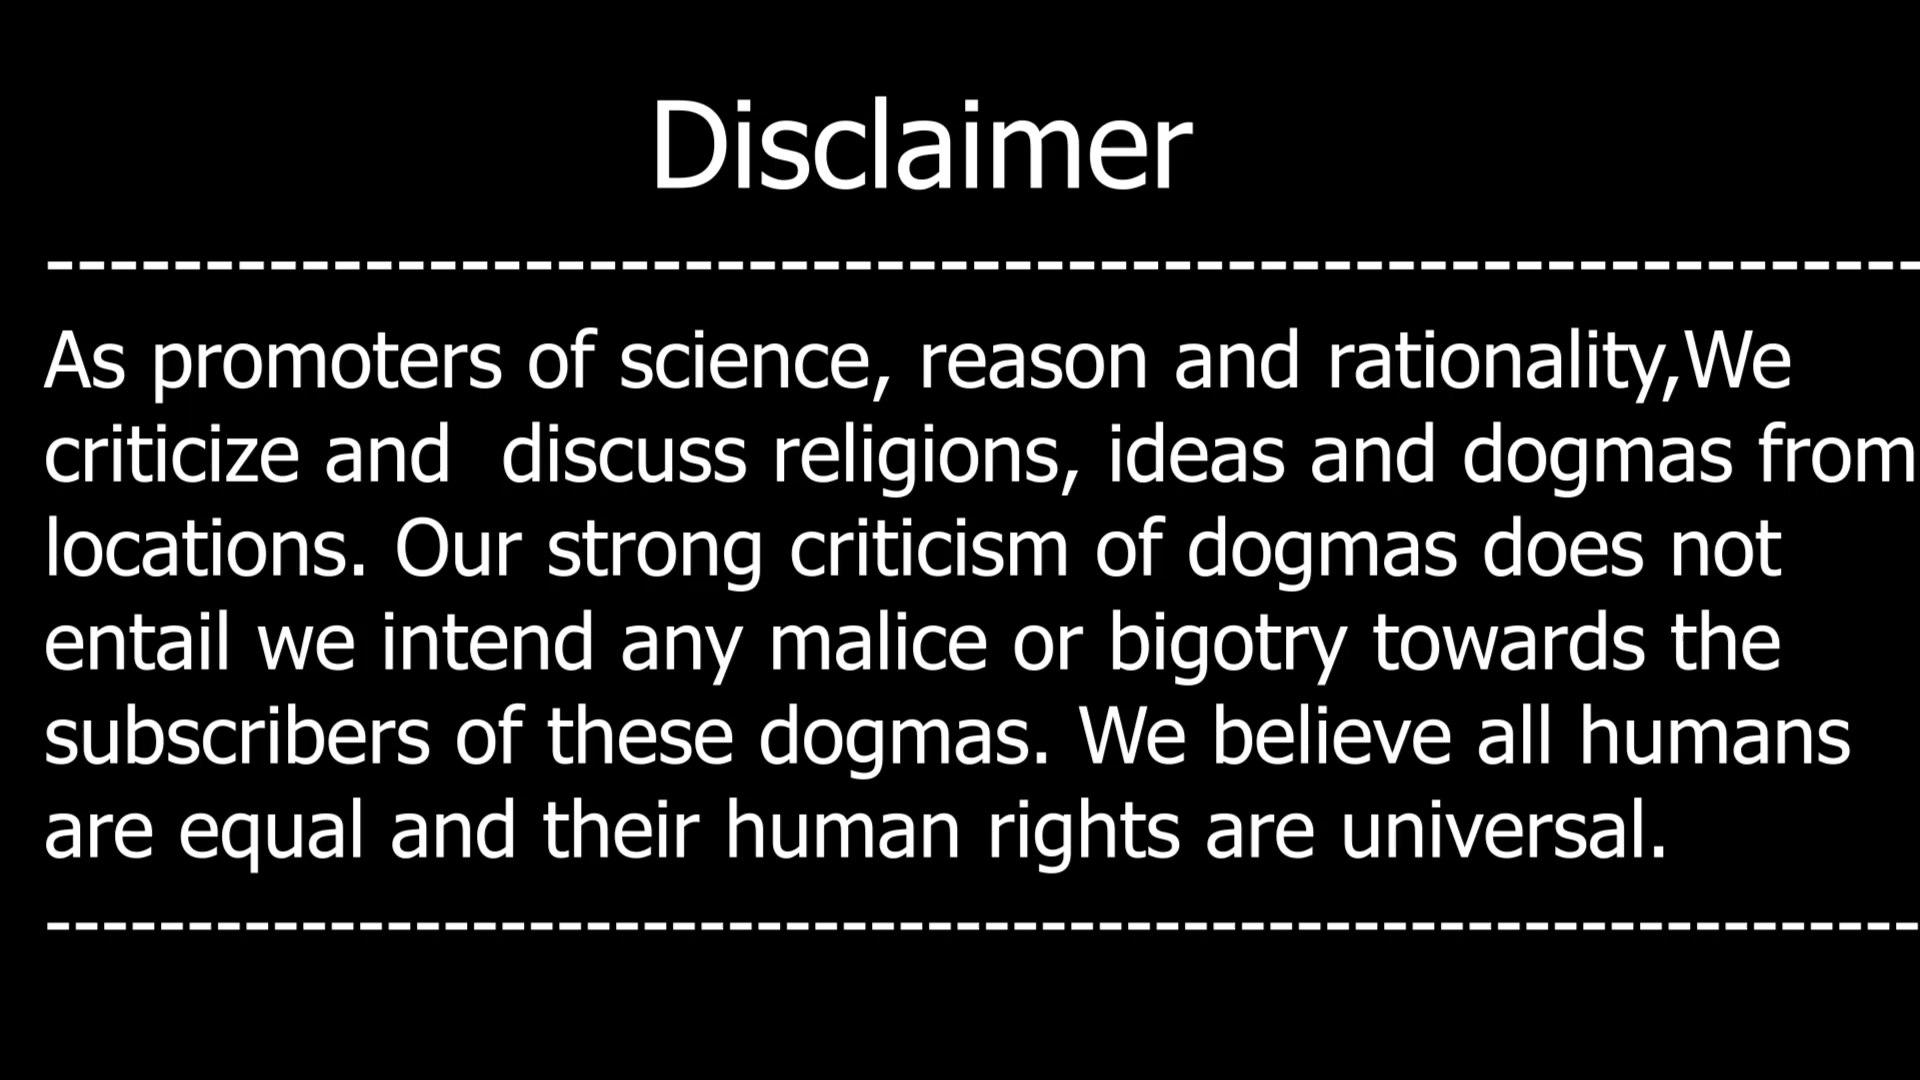 Disclaimer
-----------------------------------------------------------
As promoters of science, reason and rationality,We
criticize and  discuss religions, ideas and dogmas from
locations. Our strong criticism of dogmas does not
entail we intend any malice or bigotry towards the
subscribers of these dogmas. We believe all humans
are equal and their human rights are universal.
------------------------------------------------------------------